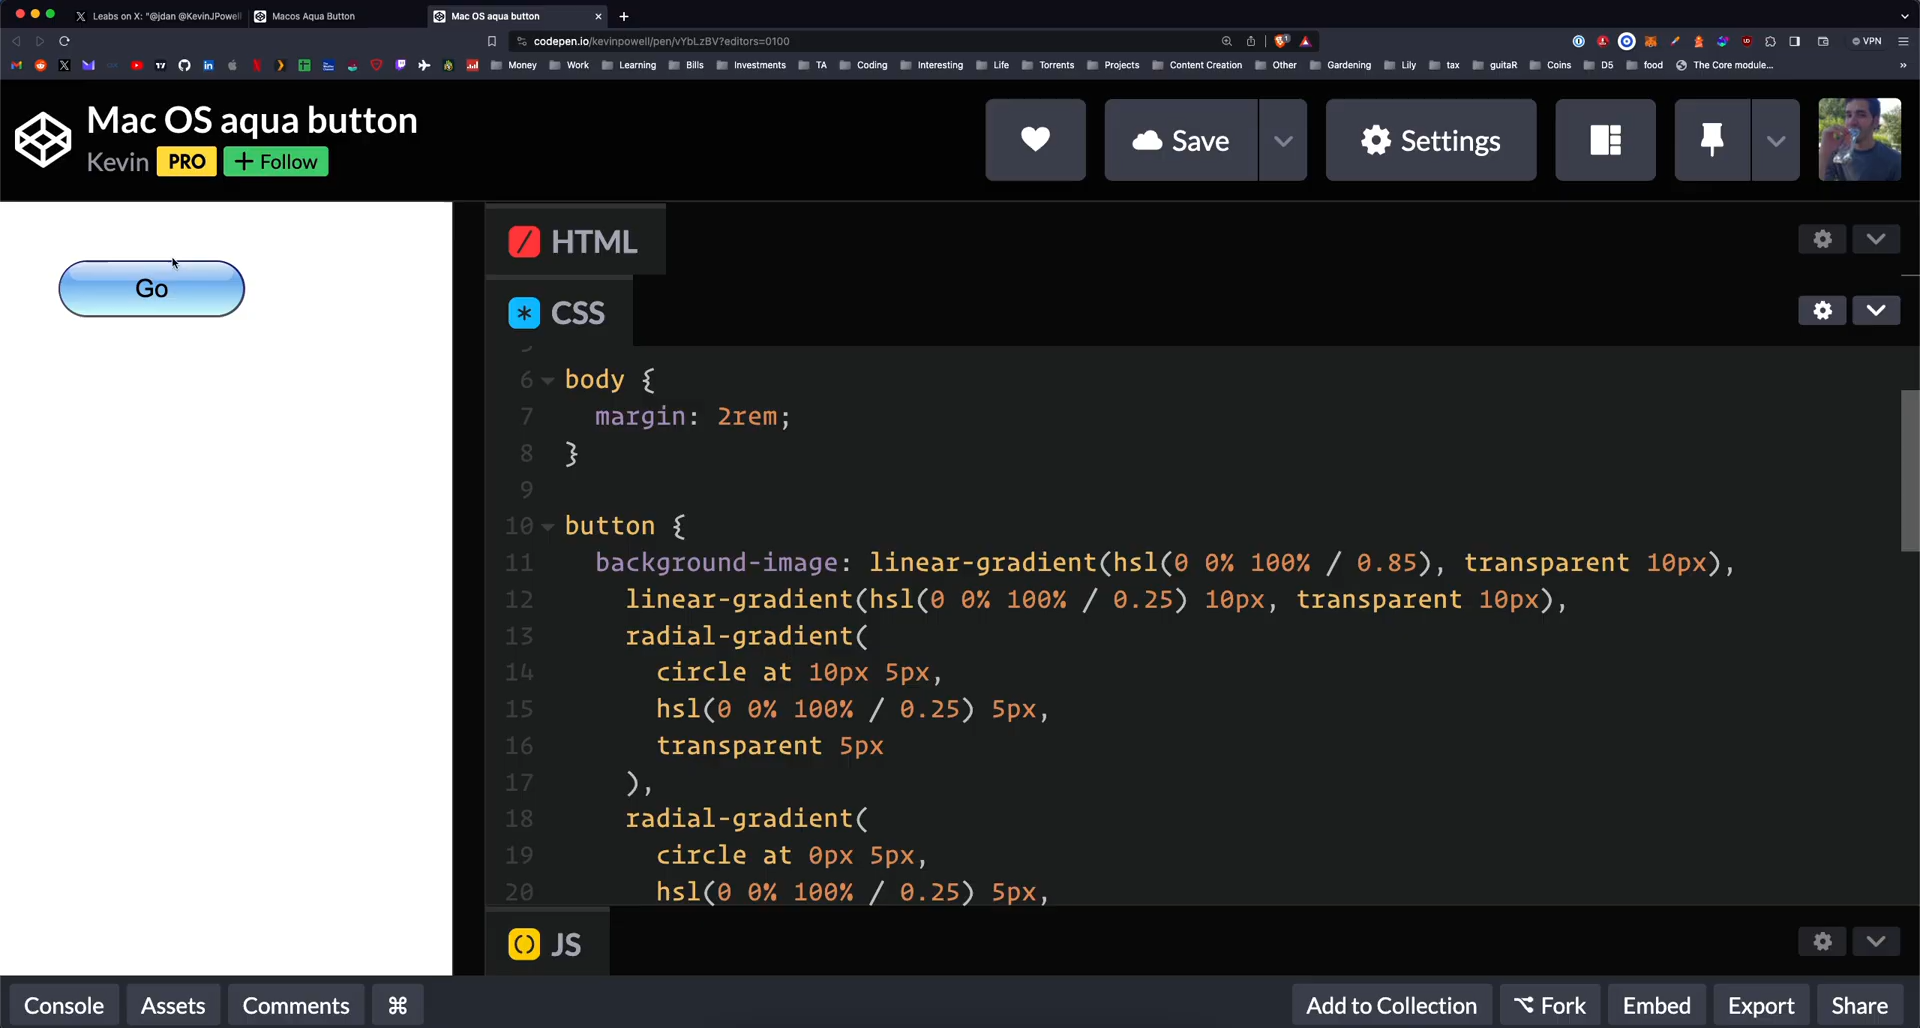 Leabs on X: "@jdan @KevinJPowell
Macos Aqua Button
Mac OS aqua button
codepen.io/kevinpowell/pen/vYbLzBV?editors=0100
VPN
Money
Work
Learning
Bills
Investments
TA
Coding
Interesting
Life
Torrents
Projects
Content Creation
Other
Gardening
Lily
tax
guitaR
Coins
D5
food
The Core module...
»
Mac OS aqua button
Kevin PRO + Follow
Save
Settings
Go
HTML
CSS
5
6 body {
7 margin: 2rem;
8 }
9
10 button {
11 background-image: linear-gradient(hsl(0 0% 100% / 0.85), transparent 10px),
12 linear-gradient(hsl(0 0% 100% / 0.25) 10px, transparent 10px),
13 radial-gradient(
14 circle at 10px 5px,
15 hsl(0 0% 100% / 0.25) 5px,
16 transparent 5px
17 ),
18 radial-gradient(
19 circle at 0px 5px,
20 hsl(0 0% 100% / 0.25) 5px,
JS
Console
Assets
Comments
⌘
Add to Collection
Fork
Embed
Export
Share